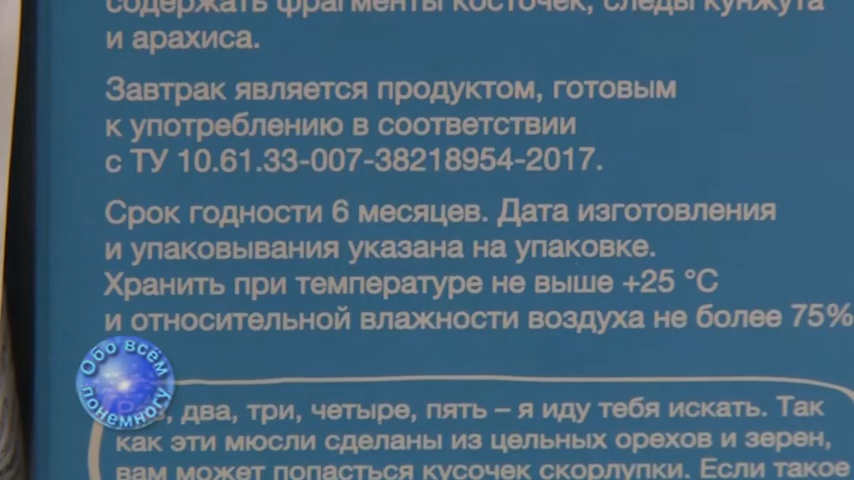 содержать фрагменты косточек, следы кунжута
и арахиса.
Завтрак является продуктом, готовым
к употреблению в соответствии
с ТУ 10.61.33-007-38218954-2017.
Срок годности 6 месяцев. Дата изготовления
и упаковывания указана на упаковке.
Хранить при температуре не выше +25 °C
и относительной влажности воздуха не более 75%
Обо всём
понемногу
два, три, четыре, пять – я иду тебя искать. Так
как эти мюсли сделаны из цельных орехов и зерен,
вам может попасться кусочек скорлупки. Если такое